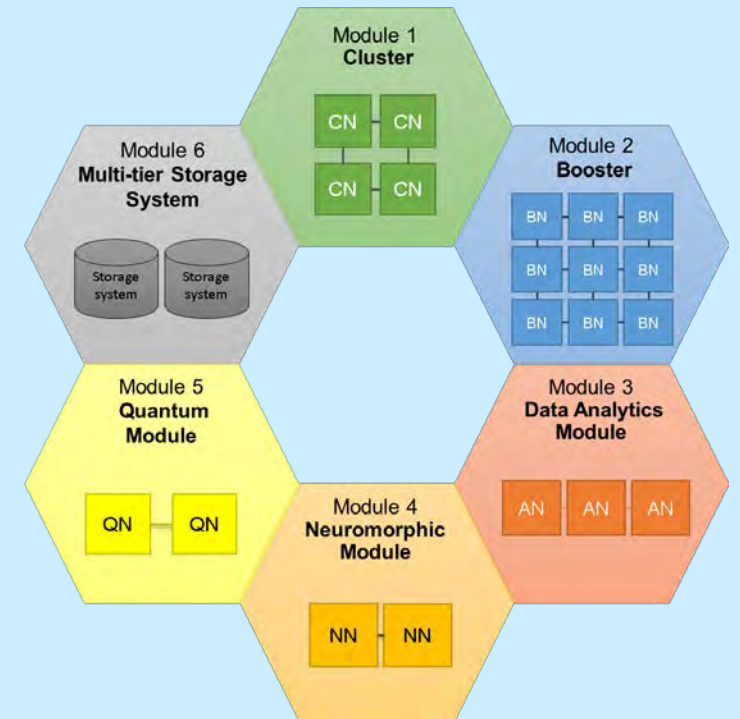 Module 1
Cluster
CN CN
CN CN
Module 2
Booster
BN BN BN
BN BN BN
BN BN BN
Module 3
Data Analytics
Module
AN AN AN
Module 4
Neuromorphic
Module
NN NN
Module 5
Quantum
Module
QN QN
Module 6
Multi-tier Storage
System
Storage Storage
system system